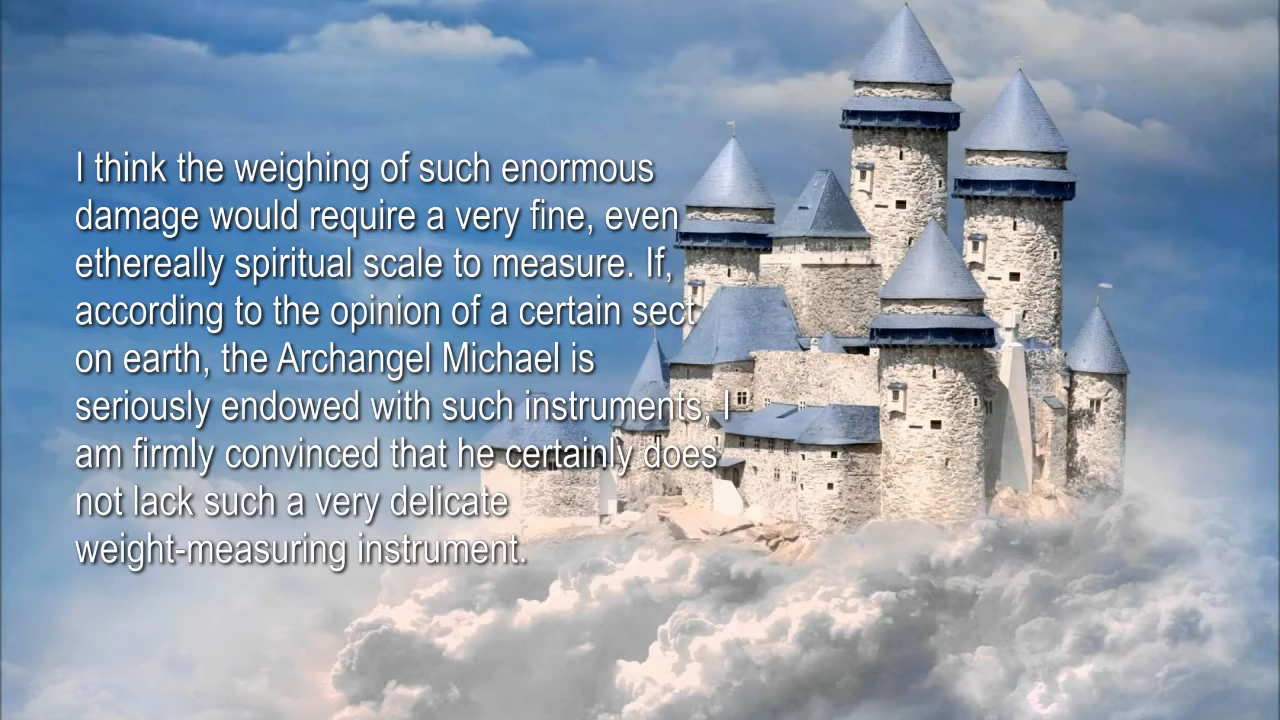 I think the weighing of such enormous
damage would require a very fine, even
ethereally spiritual scale to measure. If,
according to the opinion of a certain sect
on earth, the Archangel Michael is
seriously endowed with such instruments, I
am firmly convinced that he certainly does
not lack such a very delicate
weight-measuring instrument.